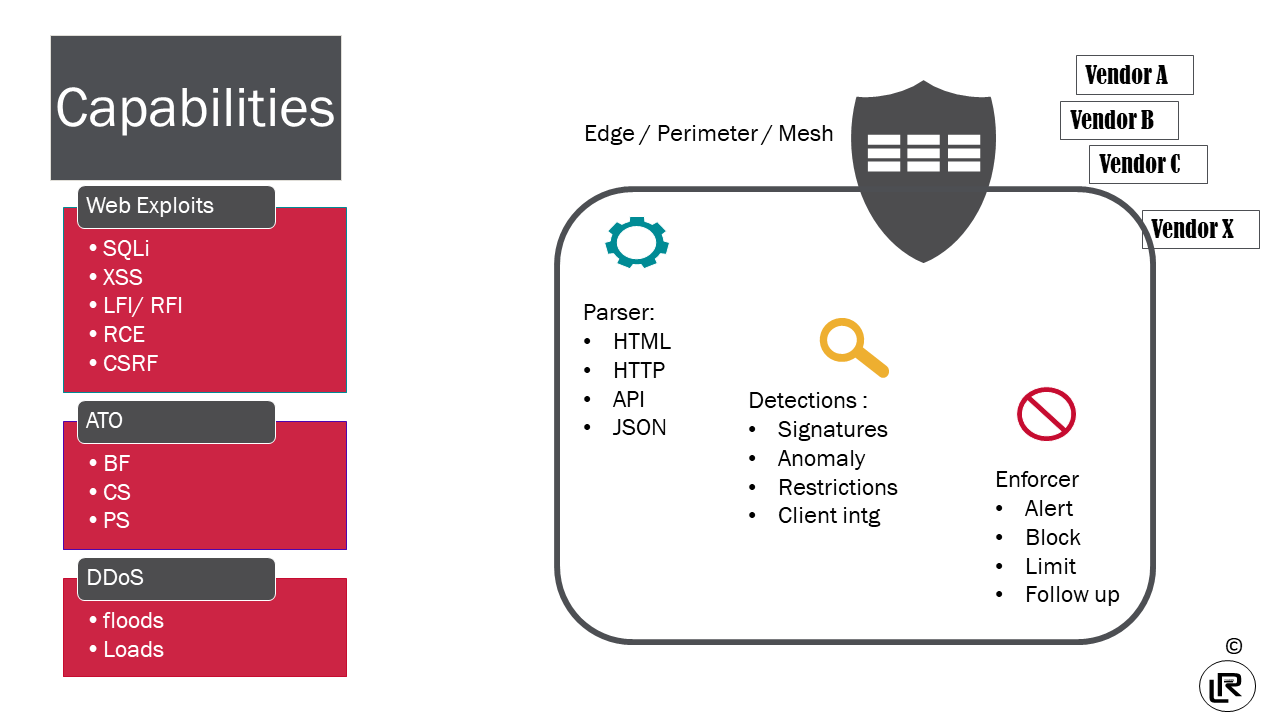 Capabilities
Web Exploits
• SQLi
• XSS
• LFI/ RFI
• RCE
• CSRF
ATO
• BF
• CS
• PS
DDoS
• floods
• Loads
Edge / Perimeter / Mesh
Vendor A
Vendor B
Vendor C
Vendor X
Parser:
• HTML
• HTTP
• API
• JSON
Detections :
• Signatures
• Anomaly
• Restrictions
• Client intg
Enforcer
• Alert
• Block
• Limit
• Follow up
©
LR